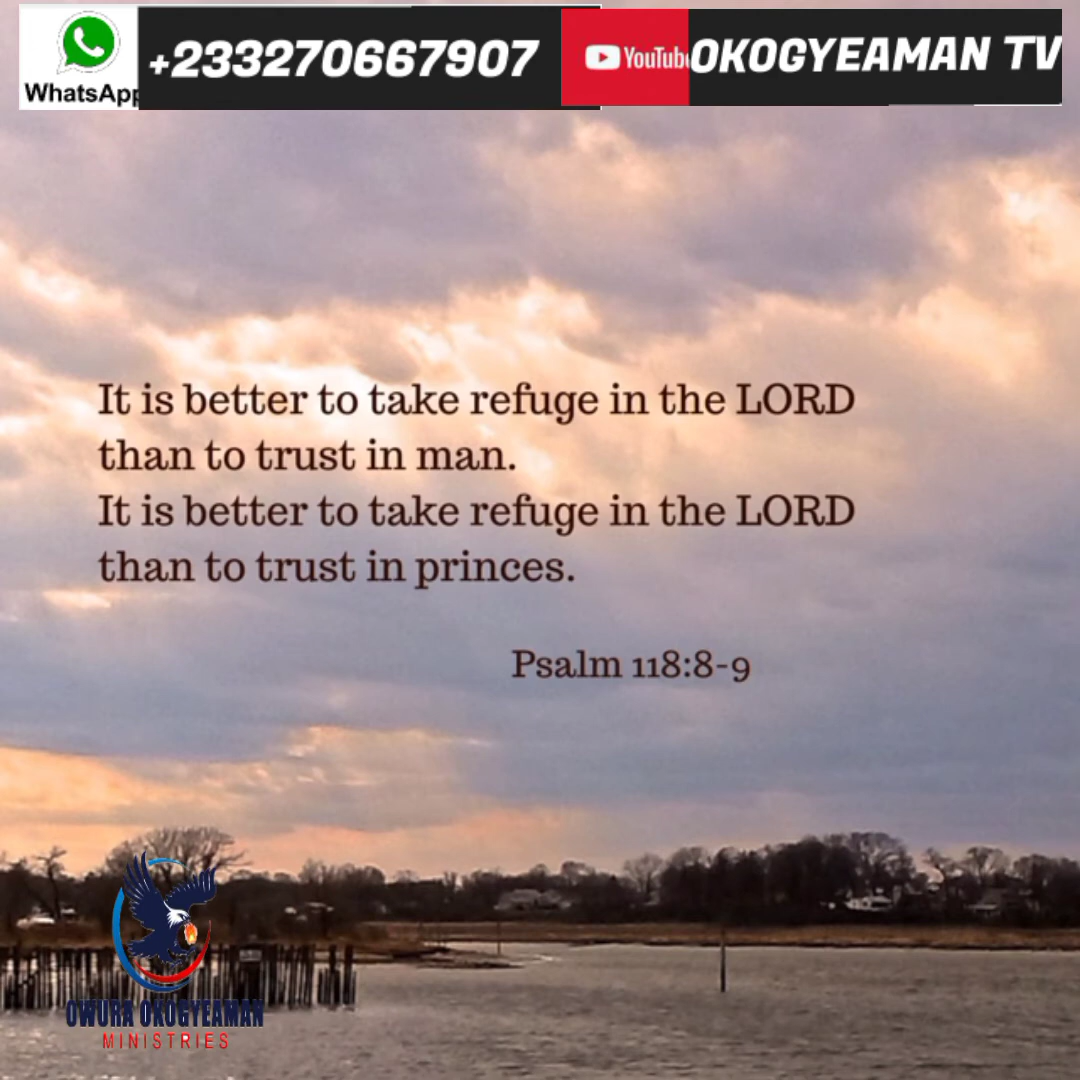 WhatsApp
+233270667907
YouTube
OKOGYEAMAN TV
It is better to take refuge in the LORD
than to trust in man.
It is better to take refuge in the LORD
than to trust in princes.
Psalm 118:8-9
OWURA OKOGYEAMAN
MINISTRIES